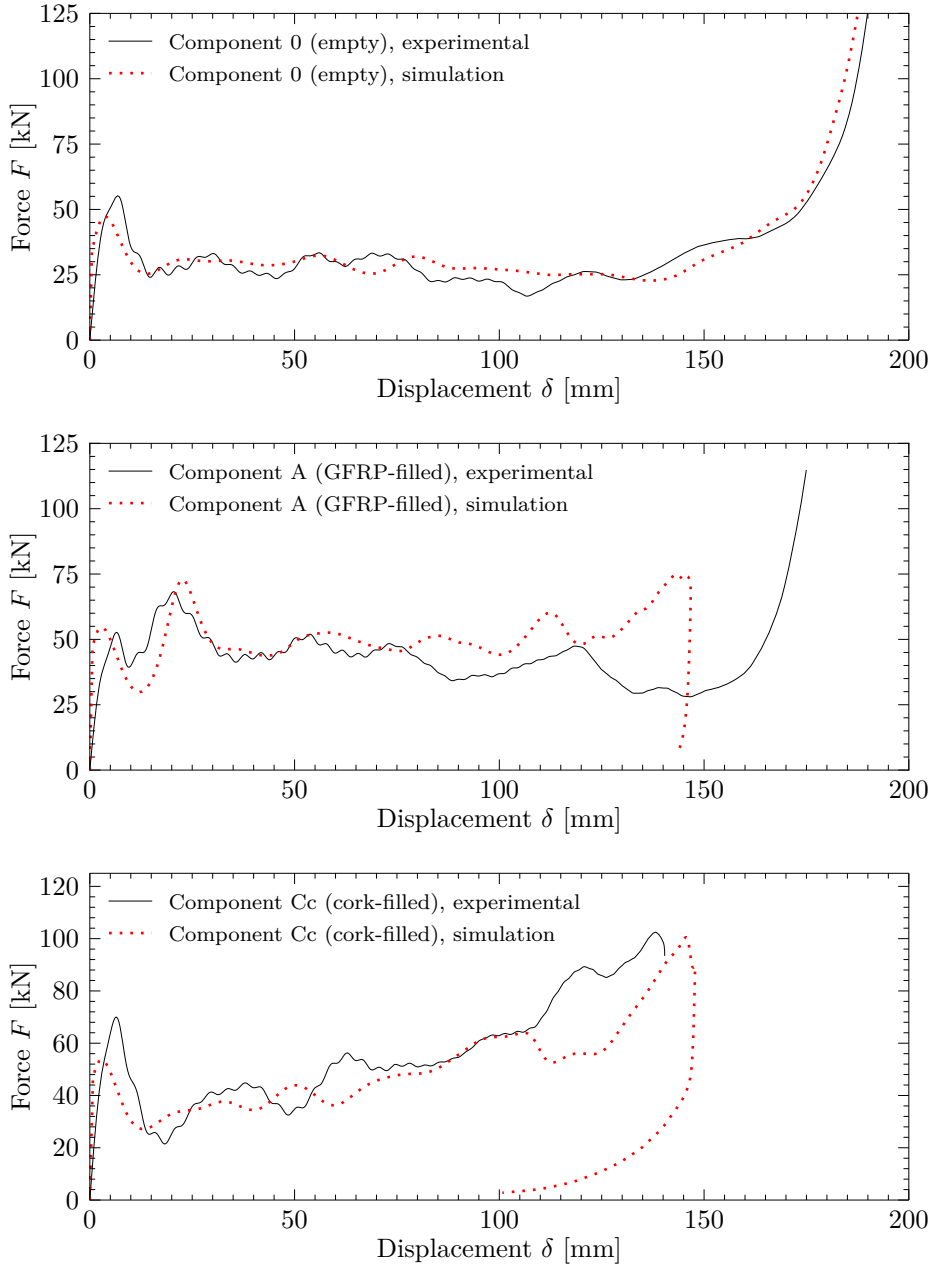 125
100
75
50
25
0
Force F [kN]
Component 0 (empty), experimental
Component 0 (empty), simulation
0 50 100 150 200
Displacement δ [mm]
125
100
75
50
25
0
Force F [kN]
Component A (GFRP-filled), experimental
Component A (GFRP-filled), simulation
0 50 100 150 200
Displacement δ [mm]
120
100
80
60
40
20
0
Force F [kN]
Component Cc (cork-filled), experimental
Component Cc (cork-filled), simulation
0 50 100 150 200
Displacement δ [mm]